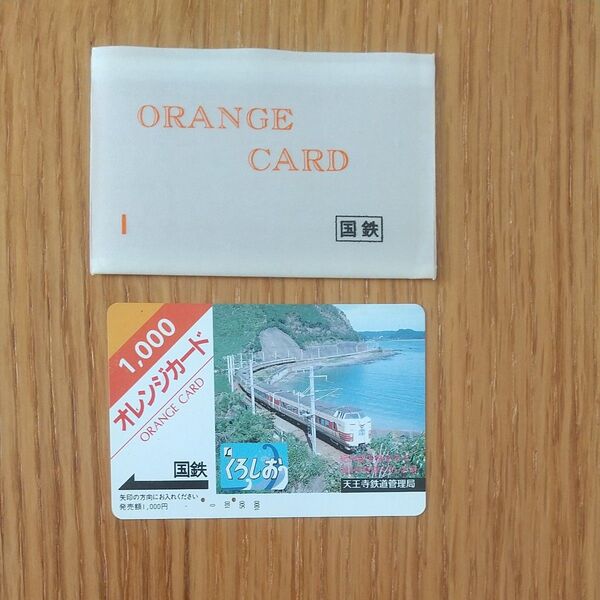 ORANGE
CARD
国鉄
1,000
オレンジカード
ORANGE CARD
国鉄
くろしお
天王寺鉄道管理局
矢印の方向にお入れください
発売額1,000円
0